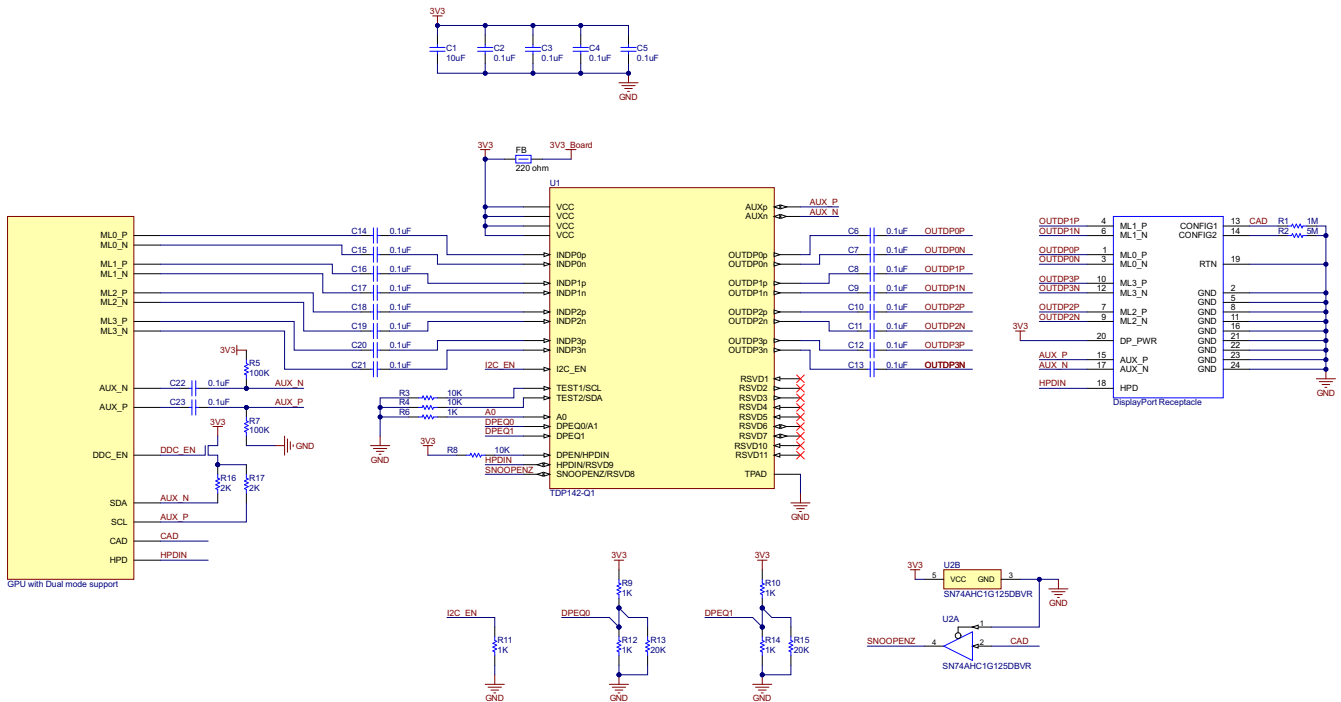 3V3
C1
10uF
C2
0.1uF
C3
0.1uF
C4
0.1uF
C5
0.1uF
GND
3V3
FB
220 ohm
3V3_Board
GPU with Dual mode support
ML0_P
ML0_N
ML1_P
ML1_N
ML2_P
ML2_N
ML3_P
ML3_N
AUX_N
AUX_P
DDC_EN
SDA
SCL
CAD
HPD
C14 0.1uF
C15 0.1uF
C16 0.1uF
C17 0.1uF
C18 0.1uF
C19 0.1uF
C20 0.1uF
C21 0.1uF
3V3
R5
100K
C22 0.1uF AUX_N
C23 0.1uF AUX_P
R7
100K
GND
3V3
DDC_EN
R16
2K
R17
2K
AUX_N
AUX_P
CAD
HPDIN
I2C_EN
R3 10K
R4 10K
R6 1K
GND
A0
DPEQ0
DPEQ1
3V3
R8 10K
HPDIN
SNOOPENZ
U1
VCC
VCC
VCC
VCC
INDP0p
INDP0n
INDP1p
INDP1n
INDP2p
INDP2n
INDP3p
INDP3n
I2C_EN
TEST1/SCL
TEST2/SDA
A0
DPEQ0/A1
DPEQ1
DPEN/HPDIN
HPDIN/RSVD9
SNOOPENZ/RSVD8
TDP142-Q1
AUXp
AUXn
OUTDP0p
OUTDP0n
OUTDP1p
OUTDP1n
OUTDP2p
OUTDP2n
OUTDP3p
OUTDP3n
RSVD1
RSVD2
RSVD3
RSVD4
RSVD5
RSVD6
RSVD7
RSVD10
RSVD11
TPAD
GND
AUX_P
AUX_N
C6 0.1uF OUTDP0P
C7 0.1uF OUTDP0N
C8 0.1uF OUTDP1P
C9 0.1uF OUTDP1N
C10 0.1uF OUTDP2P
C11 0.1uF OUTDP2N
C12 0.1uF OUTDP3P
C13 0.1uF OUTDP3N
OUTDP1P 4 ML1_P
OUTDP1N 6 ML1_N
OUTDP0P 1 ML0_P
OUTDP0N 3 ML0_N
OUTDP3P 10 ML3_P
OUTDP3N 12 ML3_N
OUTDP2P 7 ML2_P
OUTDP2N 9 ML2_N
3V3 20 DP_PWR
AUX_P 15 AUX_P
AUX_N 17 AUX_N
HPDIN 18 HPD
DisplayPort Receptacle
CONFIG1 13 CAD R1 1M
CONFIG2 14 R2 5M
RTN 19
GND 2
GND 5
GND 8
GND 11
GND 16
GND 21
GND 22
GND 23
GND 24
GND
I2C_EN
R11
1K
GND
3V3
R9
1K
DPEQ0
R12
1K
R13
20K
GND
3V3
R10
1K
DPEQ1
R14
1K
R15
20K
GND
3V3
U2B
5 VCC GND 3
SN74AHC1G125DBVR
GND
U2A
1
SNOOPENZ 4 2 CAD
SN74AHC1G125DBVR